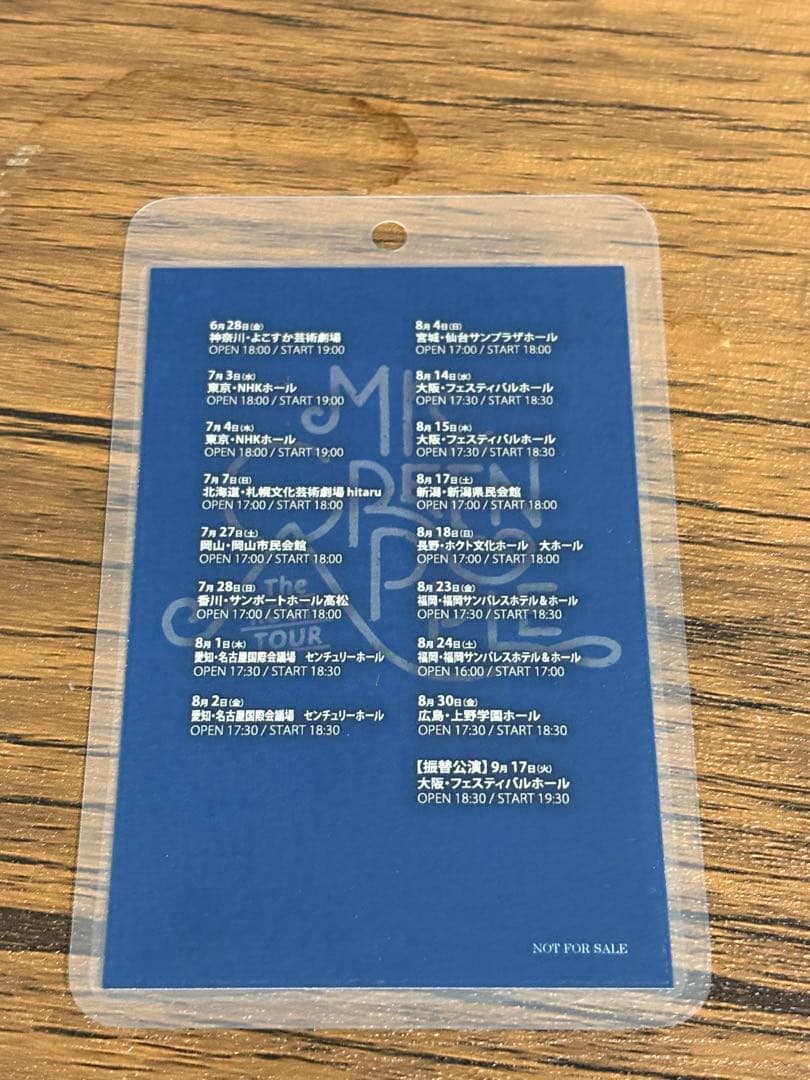 6月28日(金)
神奈川・よこすか芸術劇場
OPEN 18:00 / START 19:00
7月3日(水)
東京・NHKホール
OPEN 18:00 / START 19:00
7月4日(木)
東京・NHKホール
OPEN 18:00 / START 19:00
7月7日(日)
北海道・札幌文化芸術劇場 hitaru
OPEN 17:00 / START 18:00
7月27日(土)
岡山・岡山市民会館
OPEN 17:00 / START 18:00
7月28日(日)
香川・サンポートホール高松
OPEN 17:00 / START 18:00
8月1日(木)
愛知・名古屋国際会議場 センチュリーホール
OPEN 17:30 / START 18:30
8月2日(金)
愛知・名古屋国際会議場 センチュリーホール
OPEN 17:30 / START 18:30
8月4日(日)
宮城・仙台サンプラザホール
OPEN 17:00 / START 18:00
8月14日(水)
大阪・フェスティバルホール
OPEN 17:30 / START 18:30
8月15日(木)
大阪・フェスティバルホール
OPEN 17:30 / START 18:30
8月17日(土)
新潟・新潟県民会館
OPEN 17:00 / START 18:00
8月18日(日)
長野・ホクト文化ホール 大ホール
OPEN 17:00 / START 18:00
8月23日(金)
福岡・福岡サンパレスホテル&ホール
OPEN 17:30 / START 18:30
8月24日(土)
福岡・福岡サンパレスホテル&ホール
OPEN 16:00 / START 17:00
8月30日(金)
広島・上野学園ホール
OPEN 17:30 / START 18:30
【振替公演】9月17日(火)
大阪・フェスティバルホール
OPEN 18:30 / START 19:30
GREEN
The
TOUR
NOT FOR SALE